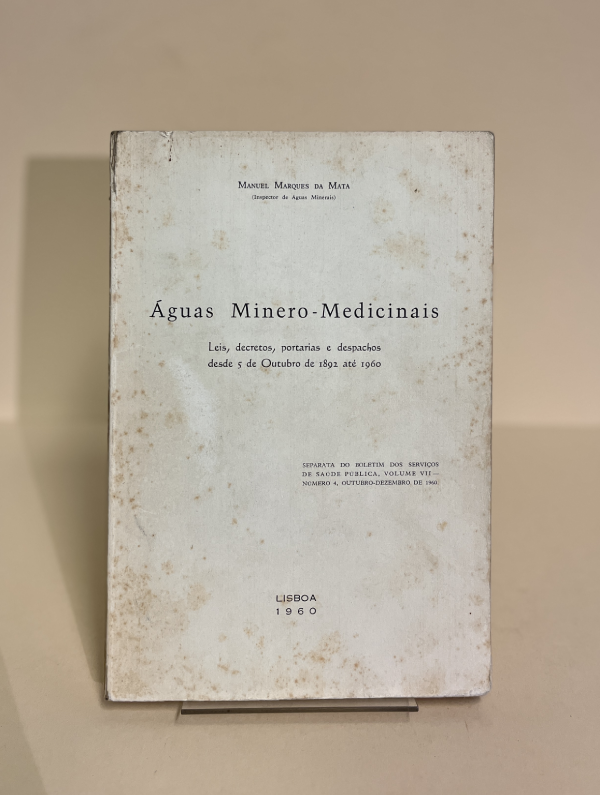 Manuel Marques da Mata
(Inspector de Águas Minerais)
Águas Minero-Medicinais
Leis, decretos, portarias e despachos
desde 5 de Outubro de 1892 até 1960
SEPARATA DO BOLETIM DOS SERVIÇOS
DE SAÚDE PÚBLICA, VOLUME VII —
NÚMERO 4, OUTUBRO-DEZEMBRO DE 1960.
LISBOA
1960